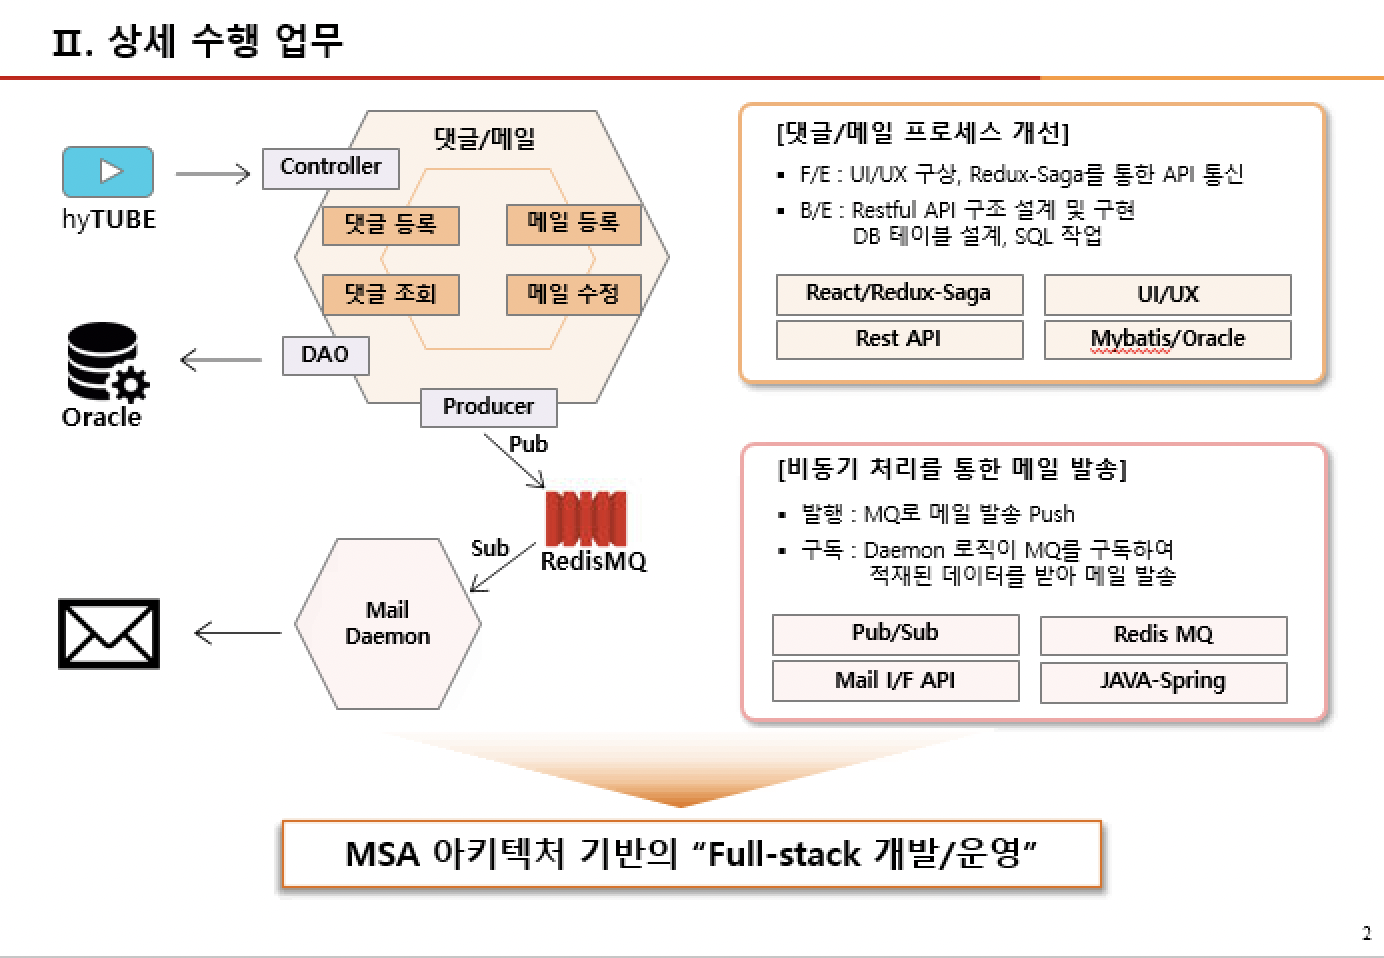 II. 상세 수행 업무
댓글/메일
Controller
hyTUBE
댓글 등록
메일 등록
댓글 조회
메일 수정
DAO
Oracle
Producer
Pub
RedisMQ
Sub
Mail
Daemon
[댓글/메일 프로세스 개선]
▪ F/E : UI/UX 구상, Redux-Saga를 통한 API 통신
▪ B/E : Restful API 구조 설계 및 구현
DB 테이블 설계, SQL 작업
React/Redux-Saga
UI/UX
Rest API
Mybatis/Oracle
[비동기 처리를 통한 메일 발송]
▪ 발행 : MQ로 메일 발송 Push
▪ 구독 : Daemon 로직이 MQ를 구독하여
적재된 데이터를 받아 메일 발송
Pub/Sub
Redis MQ
Mail I/F API
JAVA-Spring
MSA 아키텍처 기반의 “Full-stack 개발/운영”
2